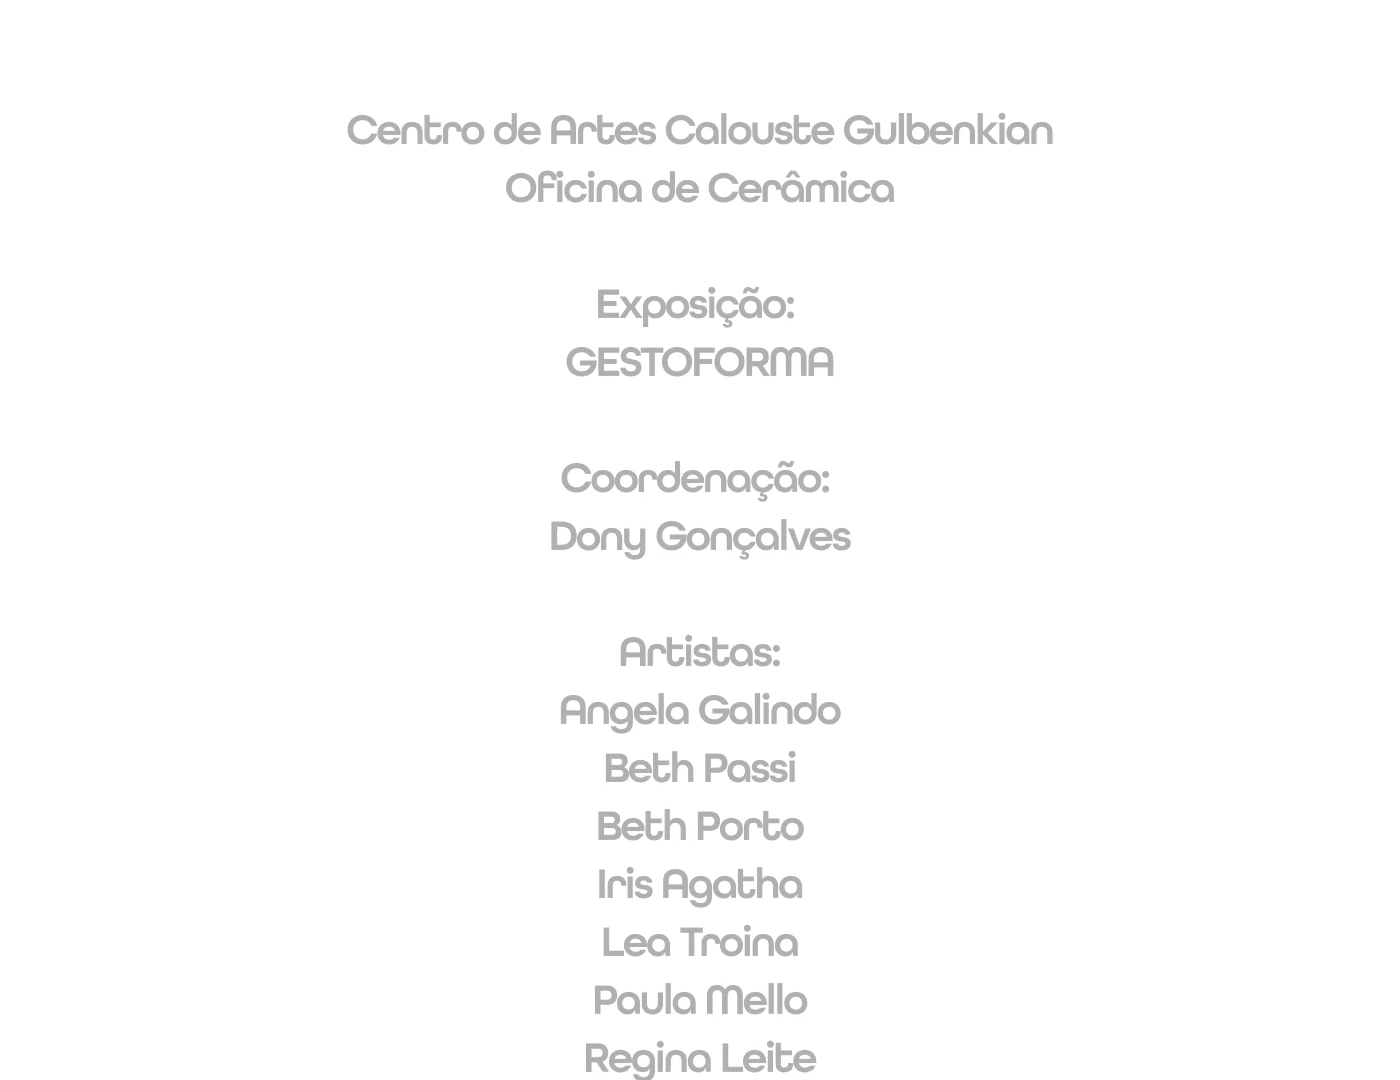 Centro de Artes Calouste Gulbenkian
Oficina de Cerâmica
Exposição:
GESTOFORMA
Coordenação:
Dony Gonçalves
Artistas:
Angela Galindo
Beth Passi
Beth Porto
Iris Agatha
Lea Troina
Paula Mello
Regina Leite